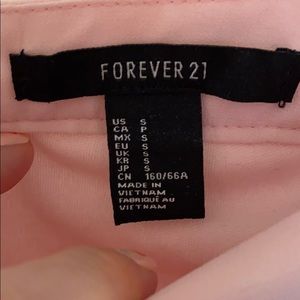 FOREVER 21
US S
CA P
MX S
EU S
UK S
KR S
JP S
CN 160/66A
MADE IN
VIETNAM
FABRIQUÉ AU
VIETNAM